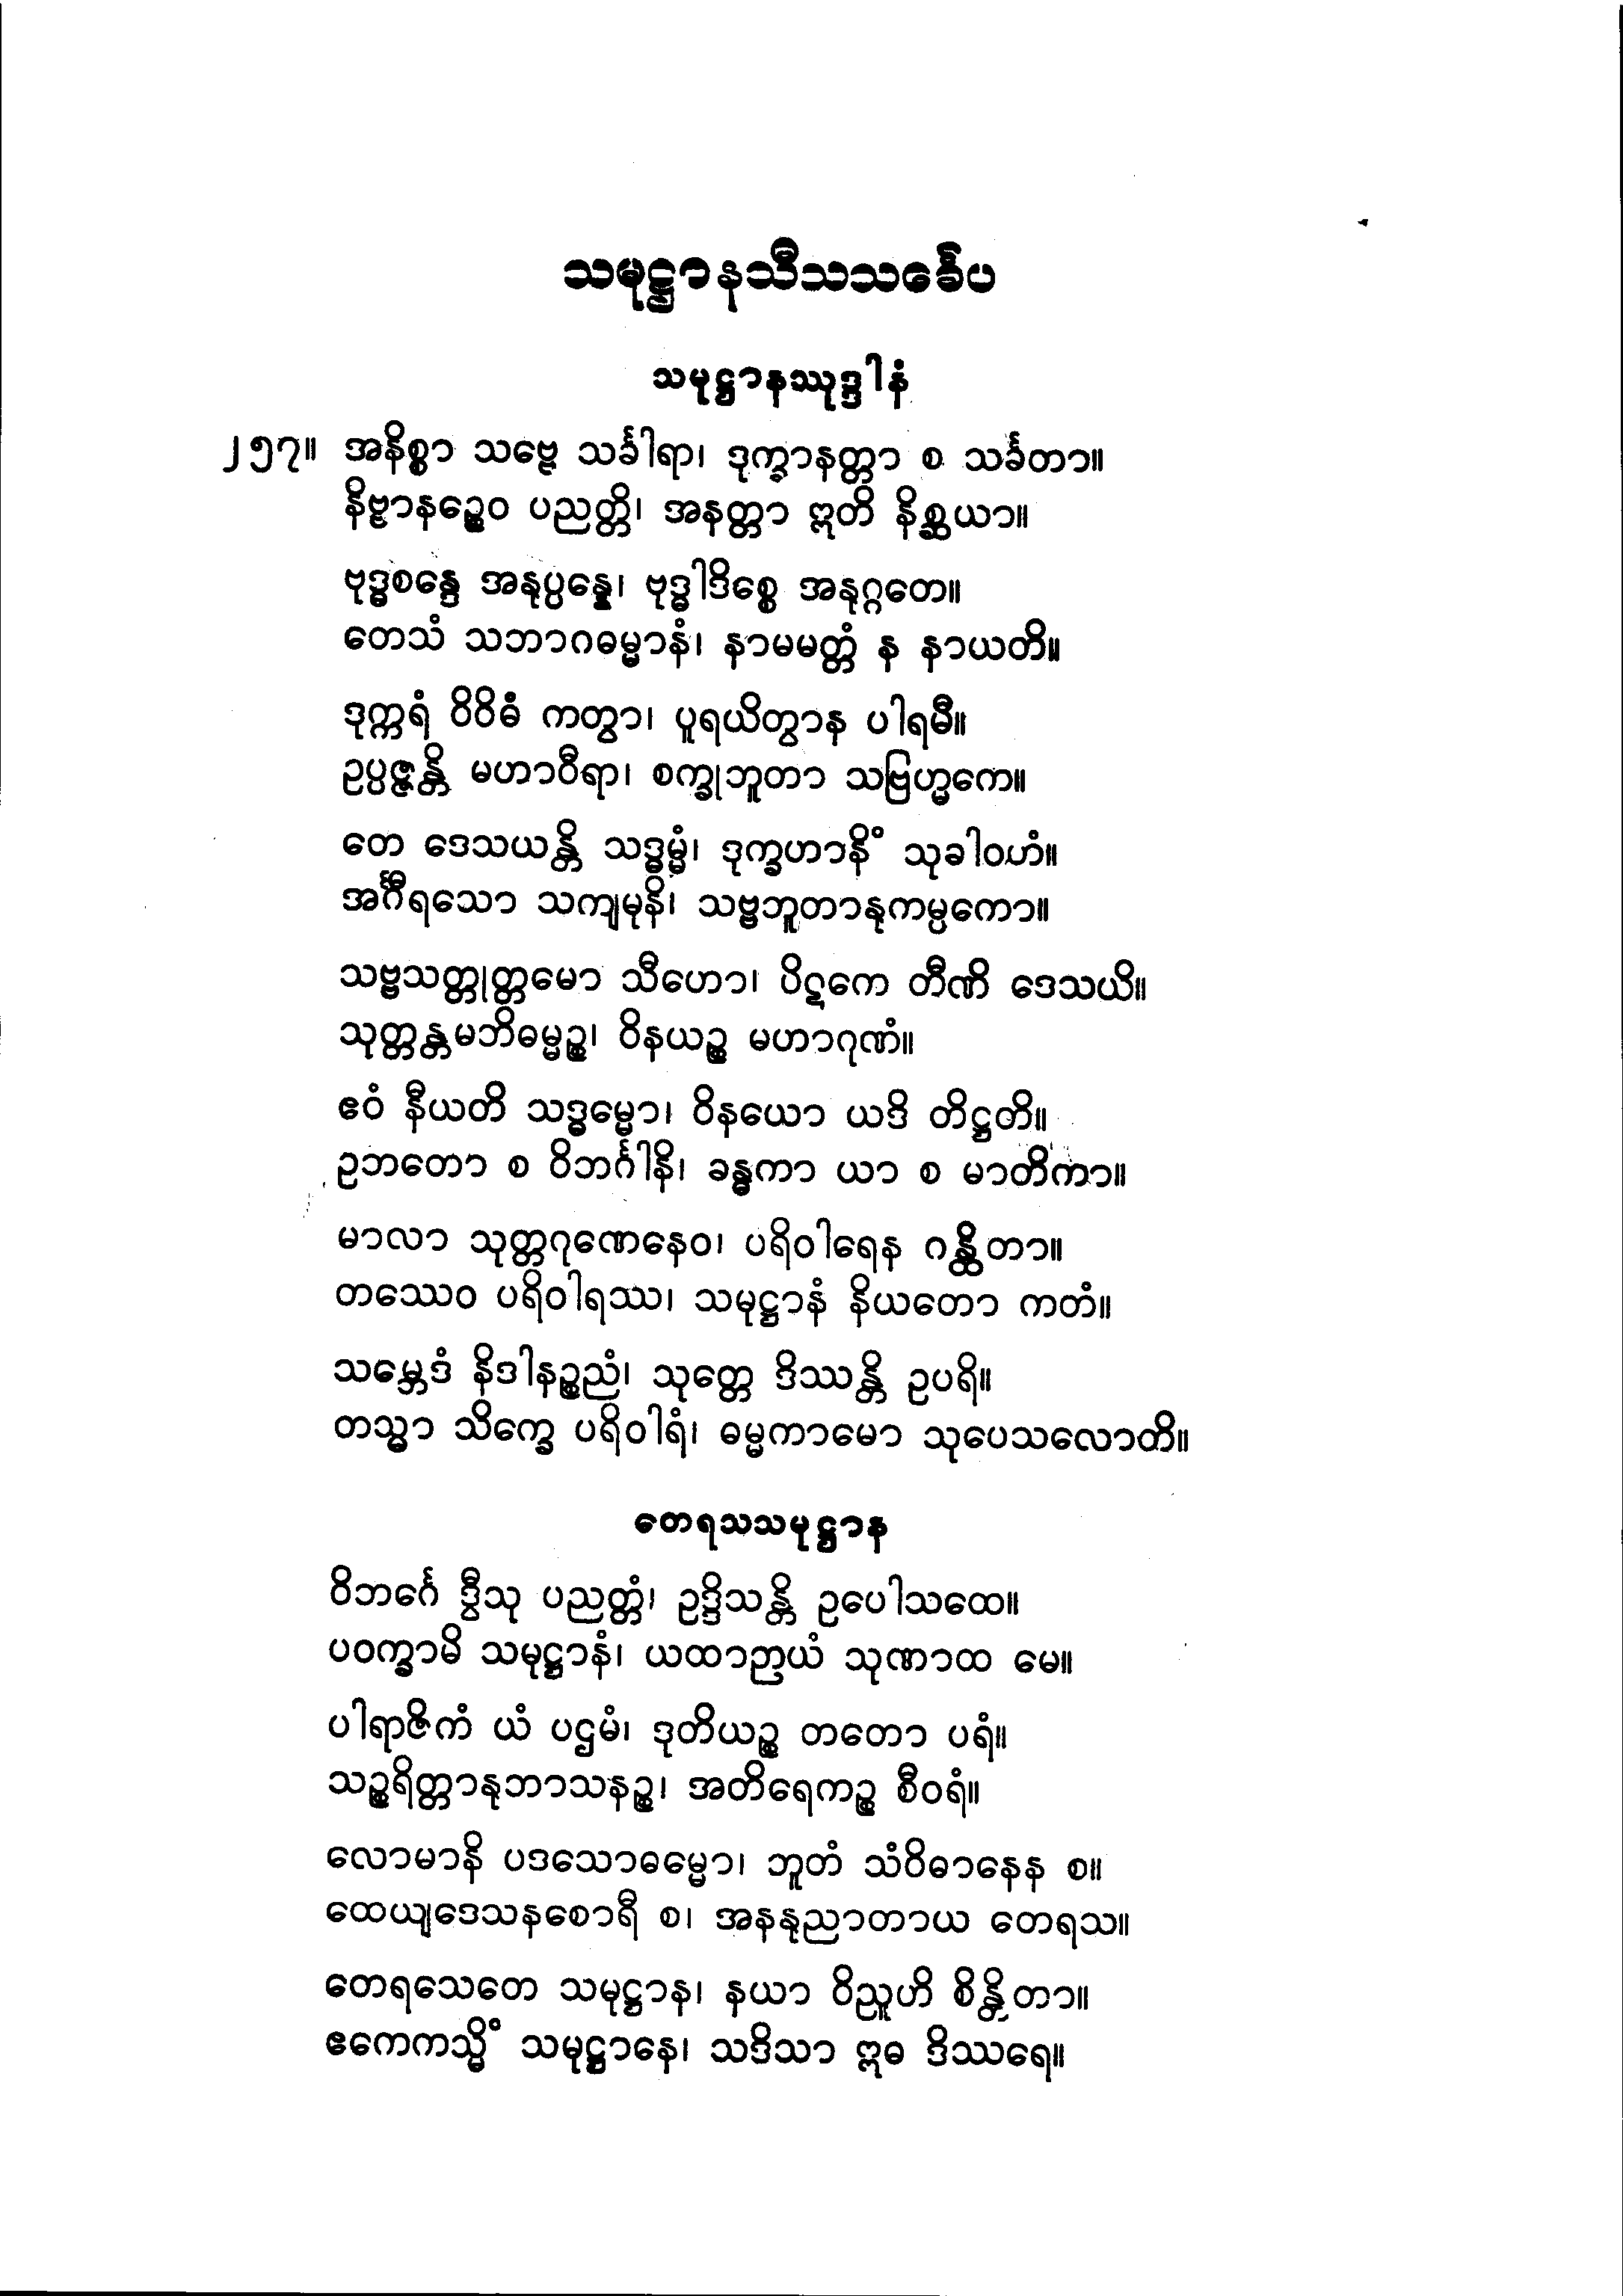 သမုဋ္ဌာနသီသသင်္ခေပ
သမုဋ္ဌာနဿုဒ္ဒါနံ
၂၅၇။ အနိစ္စာ သဗ္ဗေ သင်္ခါရာ၊ ဒုက္ခာနတ္တာ စ သင်္ခတာ။
နိဗ္ဗာနဉ္စေဝ ပညတ္တိ၊ အနတ္တာ ဣတိ နိစ္ဆယာ။
ဗုဒ္ဓစန္ဒေ အနုပ္ပန္နေ၊ ဗုဒ္ဓါဒိစ္စေ အနုဂ္ဂတေ။
တေသံ သဘာဂဓမ္မာနံ၊ နာမမတ္တံ န နာယတိ။
ဒုက္ကရံ ဝိဝိဓံ ကတွာ၊ ပူရယိတွာန ပါရမီ။
ဥပ္ပဇ္ဇန္တိ မဟာဝီရာ၊ စက္ခုဘူတာ သဗြဟ္မကေ။
တေ ဒေသယန္တိ သဒ္ဓမ္မံ၊ ဒုက္ခဟာနိံ သုခါဝဟံ။
အင်္ဂီရသော သကျမုနိ၊ သဗ္ဗဘူတာနုကမ္ပကော။
သဗ္ဗသတ္တုတ္တမော သီဟော၊ ပိဋကေ တီဏိ ဒေသယိ။
သုတ္တန္တမဘိဓမ္မဉ္စ၊ ဝိနယဉ္စ မဟာဂုဏံ။
ဧဝံ နီယတိ သဒ္ဓမ္မော၊ ဝိနယော ယဒိ တိဋ္ဌတိ။
ဥဘတော စ ဝိဘင်္ဂါနိ၊ ခန္ဓကာ ယာ စ မာတိကာ။
မာလာ သုတ္တဂုဏေနေဝ၊ ပရိဝါရေန ဂန္ထိတာ။
တဿေဝ ပရိဝါရဿ၊ သမုဋ္ဌာနံ နိယတော ကတံ။
သမ္ဘေဒံ နိဒါနဉ္စညံ၊ သုတ္တေ ဒိဿန္တိ ဥပရိ။
တသ္မာ သိက္ခေ ပရိဝါရံ၊ ဓမ္မကာမော သုပေသလောတိ။
တေရသသမုဋ္ဌာန
ဝိဘင်္ဂေ ဒွီသု ပညတ္တံ၊ ဥဒ္ဒိသန္တိ ဥပေါသထေ။
ပဝက္ခာမိ သမုဋ္ဌာနံ၊ ယထာဉာယံ သုဏာထ မေ။
ပါရာဇိကံ ယံ ပဌမံ၊ ဒုတိယဉ္စ တတော ပရံ။
သဉ္စရိတ္တာနုဘာသနဉ္စ၊ အတိရေကဉ္စ စီဝရံ။
လောမာနိ ပဒသောဓမ္မော၊ ဘူတံ သံဝိဓာနေန စ။
ထေယျဒေသနစောရီ စ၊ အနနုညာတာယ တေရသ။
တေရသေတေ သမုဋ္ဌာန၊ နယာ ဝိညူဟိ စိန္တိတာ။
ဧကေကသ္မိံ သမုဋ္ဌာနေ၊ သဒိသာ ဣဓ ဒိဿရေ။